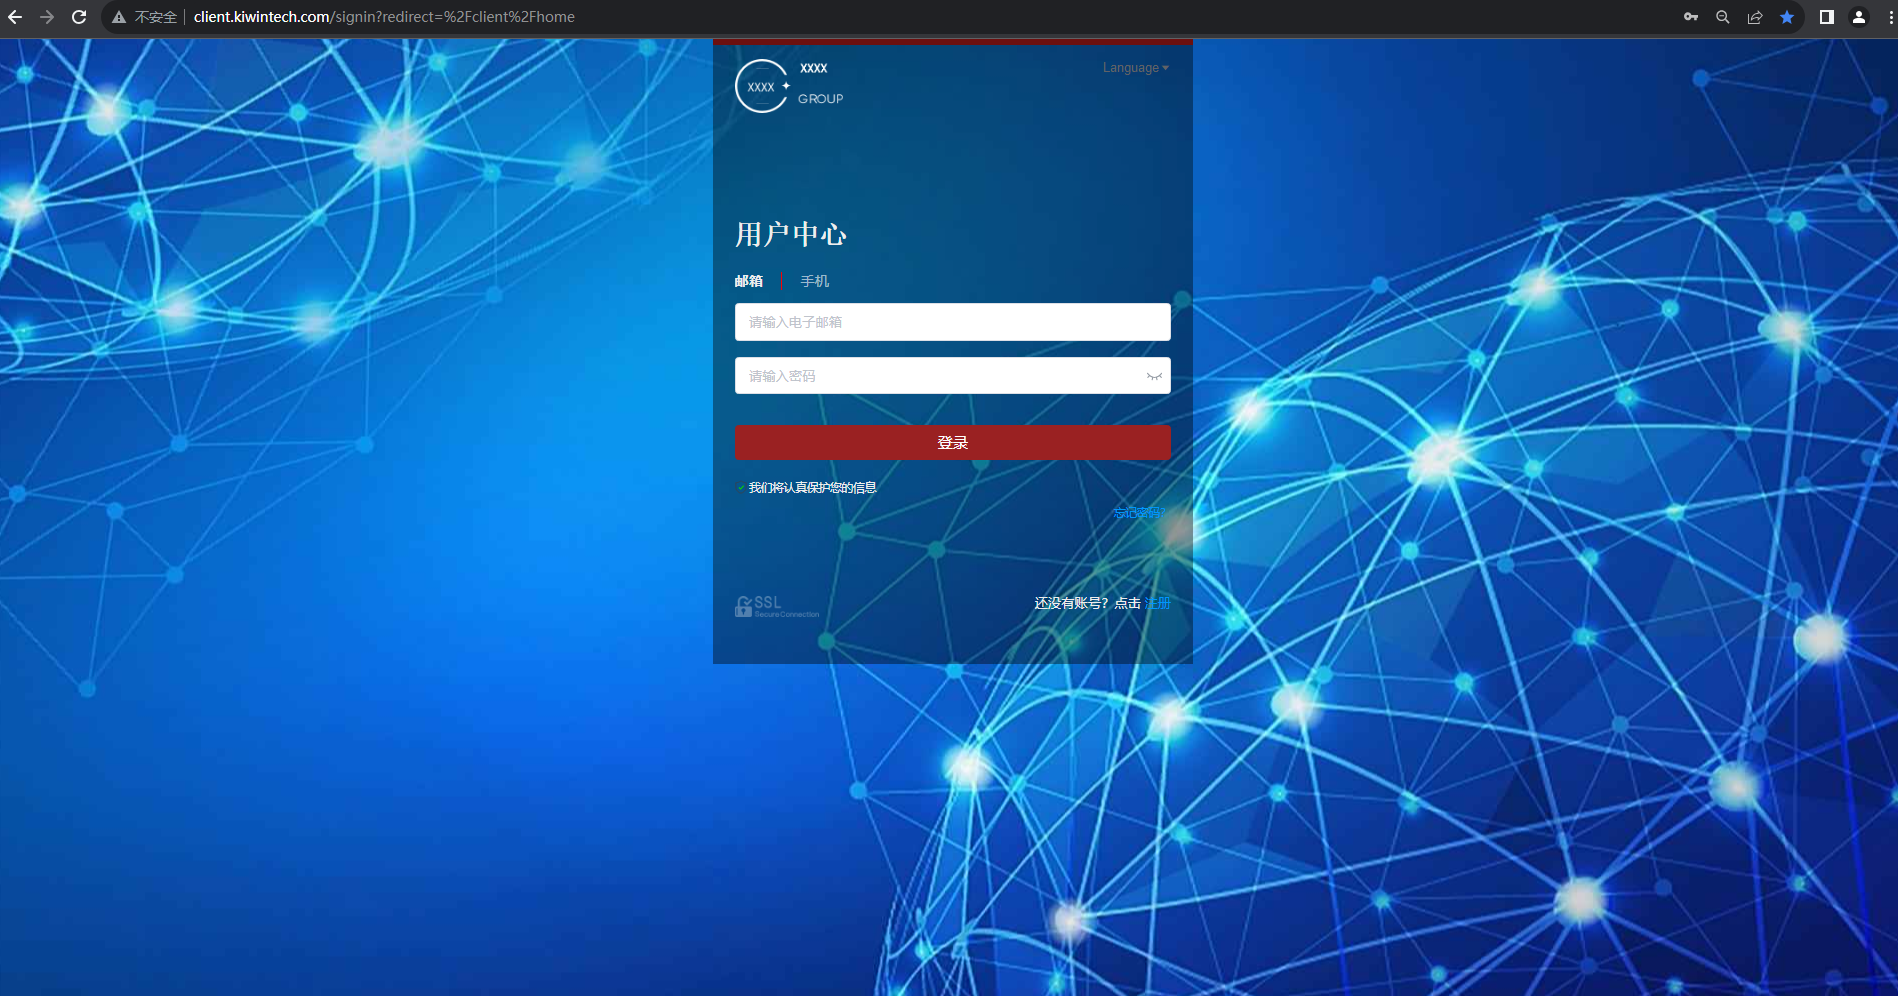 不安全 client.kiwintech.com/signin?redirect=%2Fclient%2Fhome
XXXX
XXXX
GROUP
Language
用户中心
邮箱 手机
请输入电子邮箱
请输入密码
登录
我们将认真保护您的信息
忘记密码?
SSL
Secure Connection
还没有账号？点击 注册